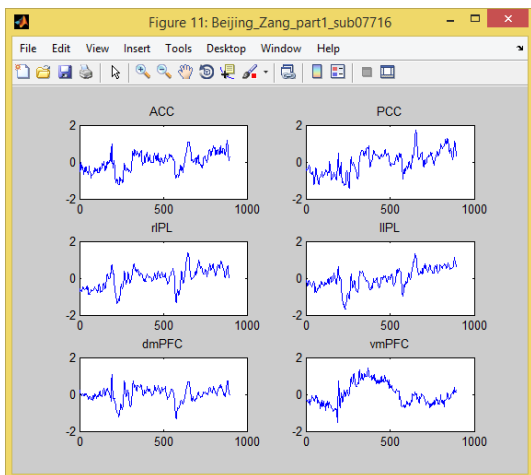 Figure 11: Beijing_Zang_part1_sub07716
File Edit View Insert Tools Desktop Window Help
ACC PCC
2 2
0 0
-2 -2
0 500 1000 0 500 1000
rIPL lIPL
2 2
0 0
-2 -2
0 500 1000 0 500 1000
dmPFC vmPFC
2 2
0 0
-2 -2
0 500 1000 0 500 1000